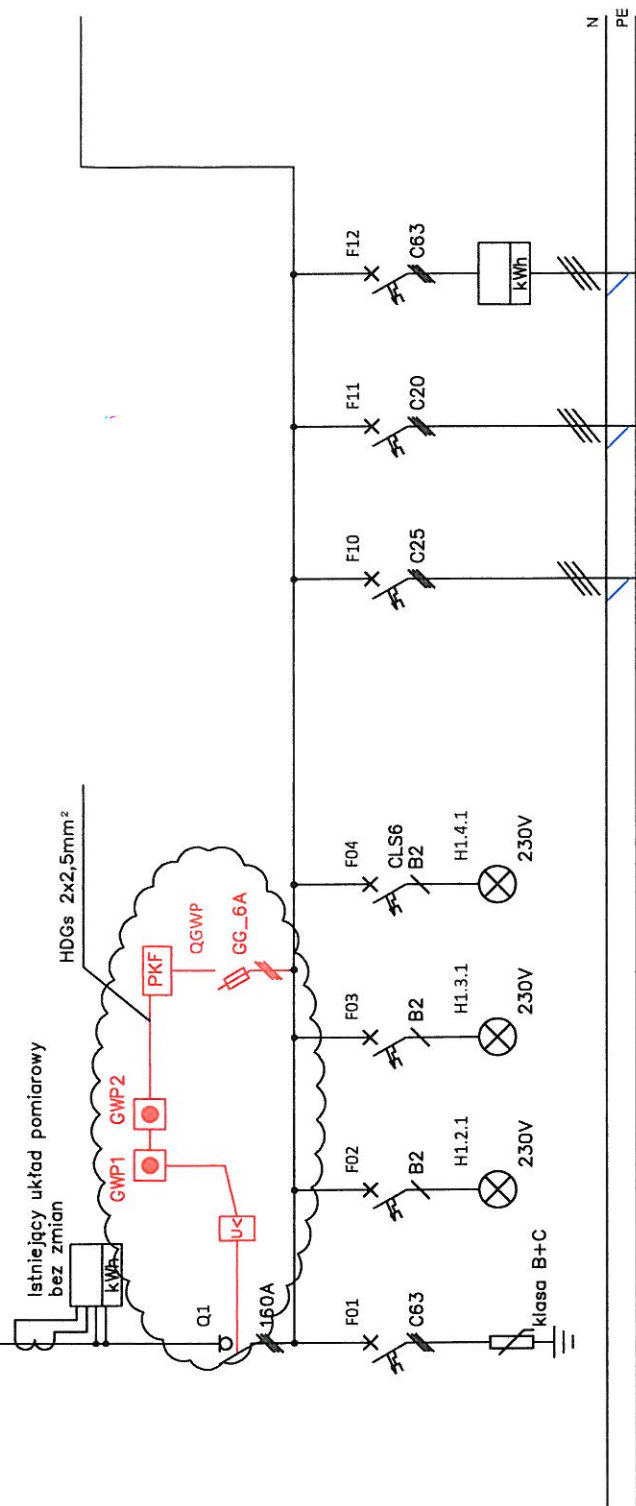 Istniejący układ pomiarowy
bez zmian
kWh
HDGs 2x2,5mm²
GWP1
GWP2
PKF
QGWP
GG_6A
U<
Q1
160A
F01
C63
klasa B+C
F02
B2
H1.2.1
230V
F03
B2
H1.3.1
230V
F04
CLS6
B2
H1.4.1
230V
F10
C25
F11
C20
F12
C63
kWh
N
PE